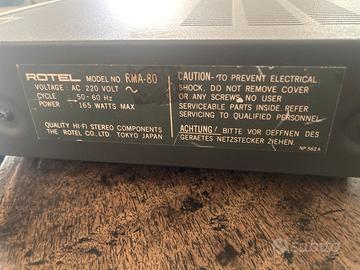 ROTEL MODEL NO. RMA-80
VOLTAGE : AC 220 VOLT
CYCLE : 50-60 Hz
POWER : 165 WATTS MAX
QUALITY HI-FI STEREO COMPONENTS
THE ROTEL CO.,LTD. TOKYO JAPAN
CAUTION- TO PREVENT ELECTRICAL
SHOCK, DO NOT REMOVE COVER
OR ANY SCREWS. NO USER
SERVICEABLE PARTS INSIDE. REFER
SERVICING TO QUALIFIED PERSONNEL.
ACHTUNG! BITTE VOR OEFFNEN DES
GERAETES NETZSTECKER ZIEHEN.
NP-562A
subito